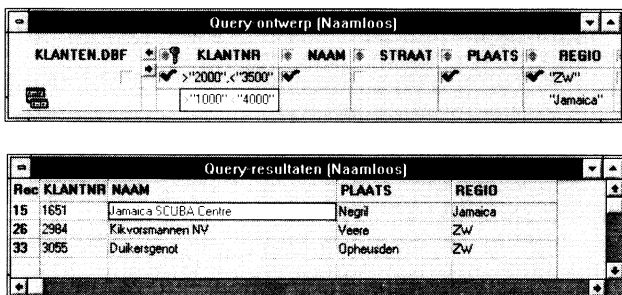 Query-ontwerp (Naamloos)
KLANTEN.DBF KLANTNR NAAM STRAAT PLAATS REGIO
>"2000",<"3500" "ZW"
>"1000" <"4000" "Jamaica"
Query-resultaten (Naamloos)
Rec KLANTNR NAAM PLAATS REGIO
15 1651 Jamaica SCUBA Centre Negril Jamaica
26 2984 Kikvorsmannen NV Veere ZW
33 3055 Duikersgenot Opheusden ZW